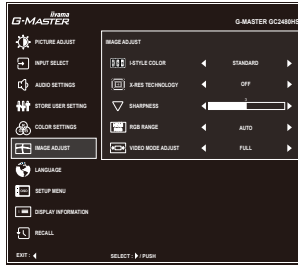 iiyama
G-MASTER
G-MASTER GC2480HS
PICTURE ADJUST
INPUT SELECT
AUDIO SETTINGS
STORE USER SETTING
COLOR SETTINGS
IMAGE ADJUST
LANGUAGE
SETUP MENU
DISPLAY INFORMATION
RECALL
IMAGE ADJUST
I-STYLE COLOR STANDARD
X-RES TECHNOLOGY OFF
SHARPNESS
RGB RANGE AUTO
VIDEO MODE ADJUST FULL
EXIT :
SELECT : / PUSH